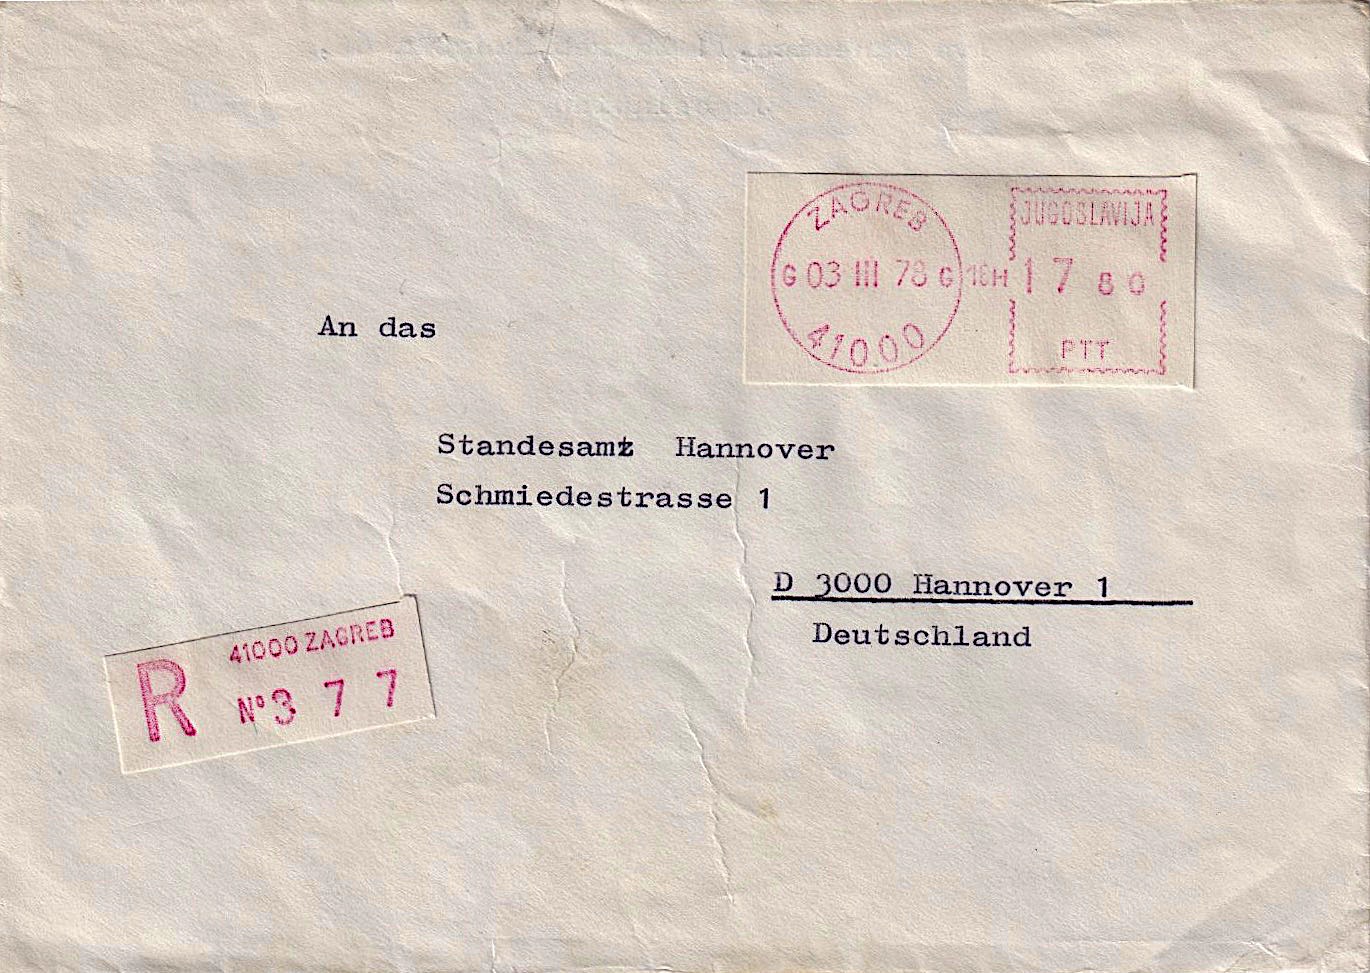 ZAGREB
G 03 III 78 G 18H
41000
JUGOSLAVIJA
17 80
PTT
An das
Standesamt Hannover
Schmiedestrasse 1
D 3000 Hannover 1
Deutschland
41000 ZAGREB
R Nº 3 7 7